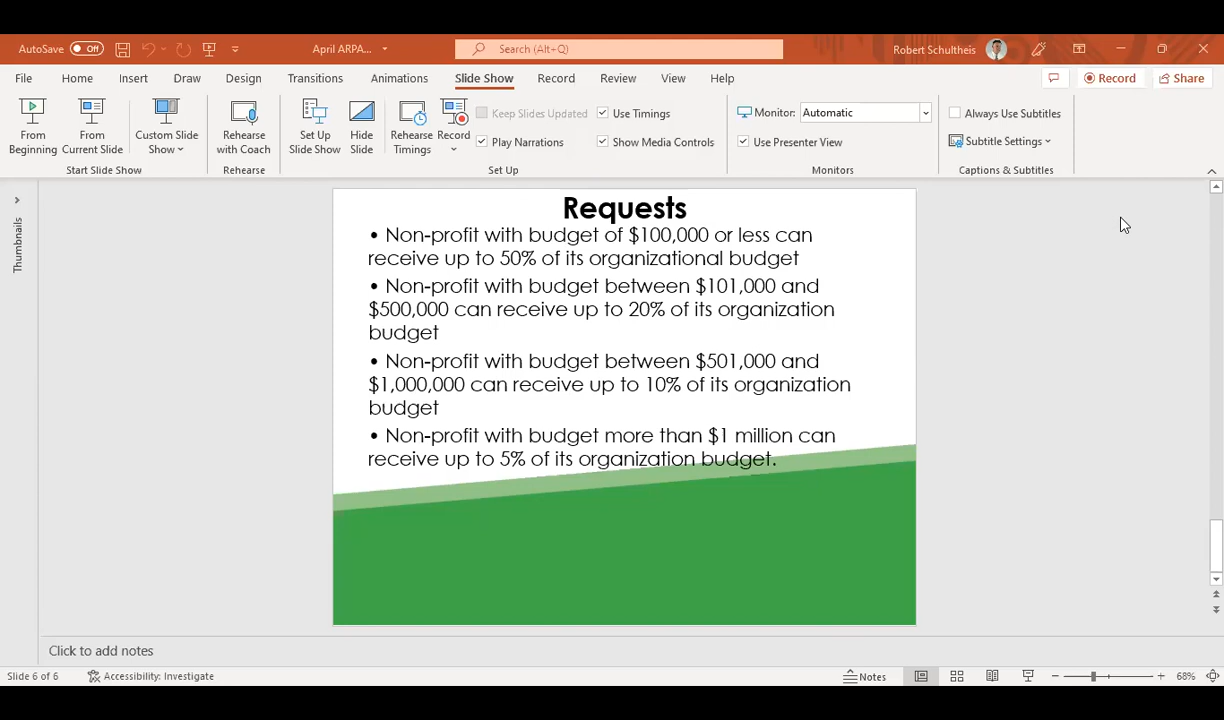 AutoSave Off April ARPA... Search (Alt+Q) Robert Schultheis
File Home Insert Draw Design Transitions Animations Slide Show Record Review View Help Record Share
From Beginning
From Current Slide
Custom Slide Show
Rehearse with Coach
Set Up Slide Show
Hide Slide
Rehearse Timings
Record
Keep Slides Updated
Play Narrations
Use Timings
Show Media Controls
Monitor: Automatic
Use Presenter View
Always Use Subtitles
Subtitle Settings
Start Slide Show Rehearse Set Up Monitors Captions & Subtitles
Thumbnails
Requests
• Non-profit with budget of $100,000 or less can
receive up to 50% of its organizational budget
• Non-profit with budget between $101,000 and
$500,000 can receive up to 20% of its organization
budget
• Non-profit with budget between $501,000 and
$1,000,000 can receive up to 10% of its organization
budget
• Non-profit with budget more than $1 million can
receive up to 5% of its organization budget.
Click to add notes
Slide 6 of 6 Accessibility: Investigate Notes 68%